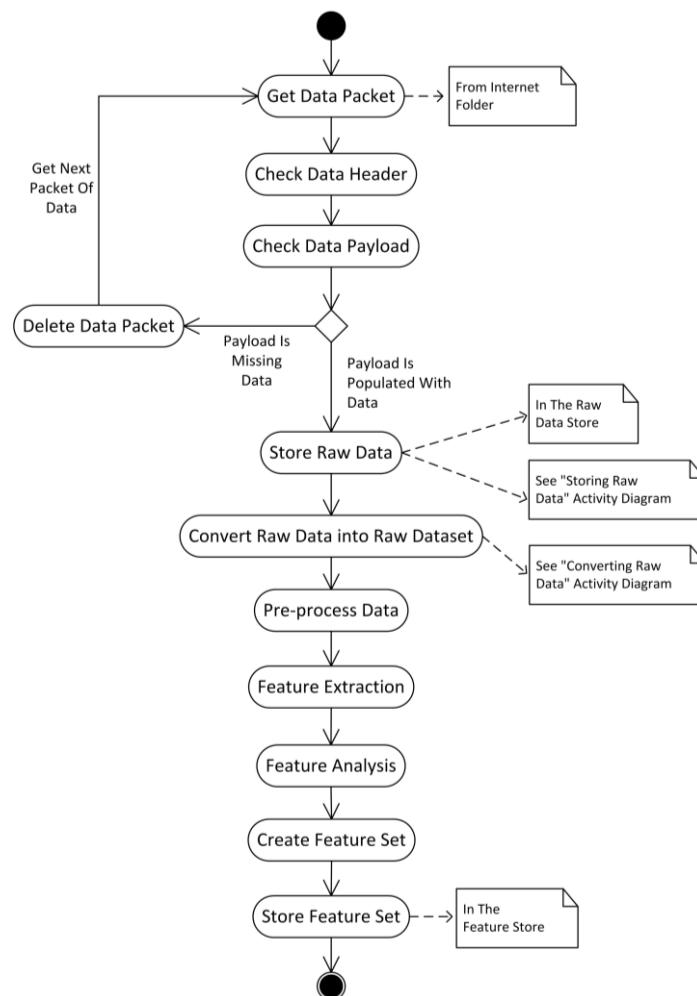 Get Data Packet
From Internet
Folder
Check Data Header
Get Next
Packet Of
Data
Check Data Payload
Delete Data Packet
Payload Is
Missing
Data
Payload Is
Populated With
Data
In The Raw
Data Store
Store Raw Data
See "Storing Raw
Data" Activity Diagram
Convert Raw Data into Raw Dataset
See "Converting Raw
Data" Activity Diagram
Pre-process Data
Feature Extraction
Feature Analysis
Create Feature Set
Store Feature Set
In The
Feature Store